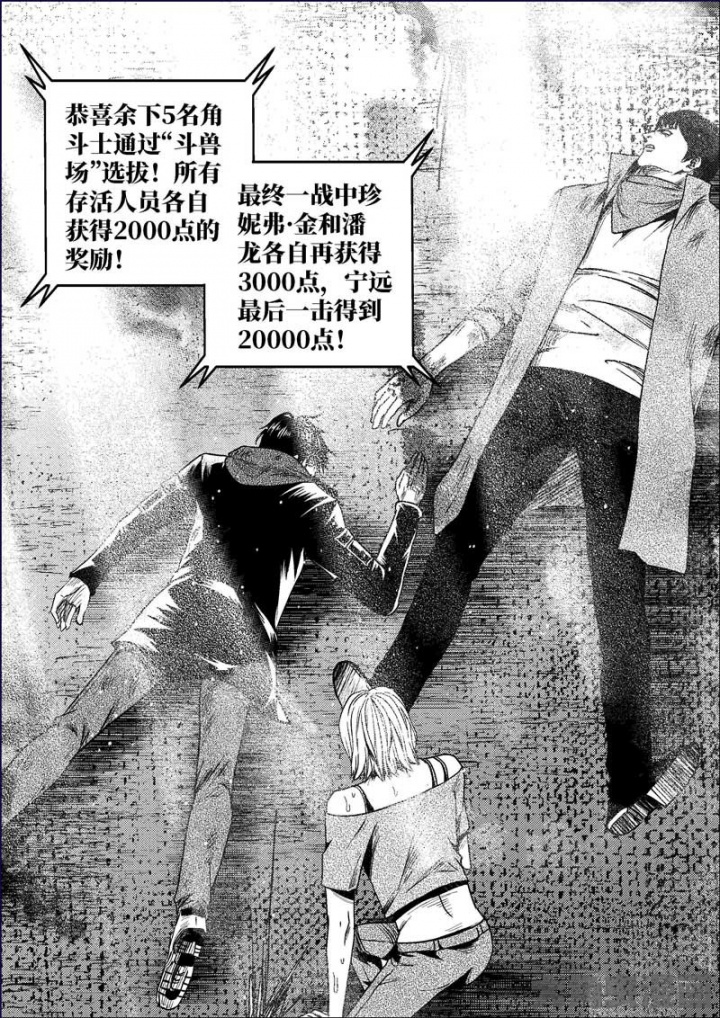 恭喜余下5名角
斗士通过“斗兽
场”选拔！所有
存活人员各自
获得2000点的
奖励！
最终一战中珍
妮弗·金和潘
龙各自再获得
3000点，宁远
最后一击得到
20000点！